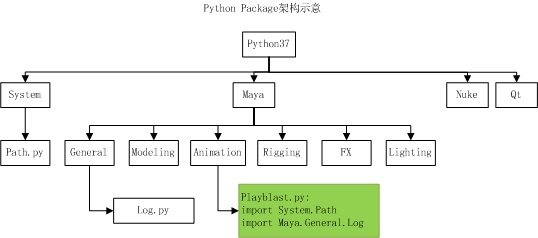 Python Package架构示意
Python37
System
Maya
Nuke
Qt
Path.py
General
Modeling
Animation
Rigging
FX
Lighting
Log.py
Playblast.py:
import System.Path
import Maya.General.Log